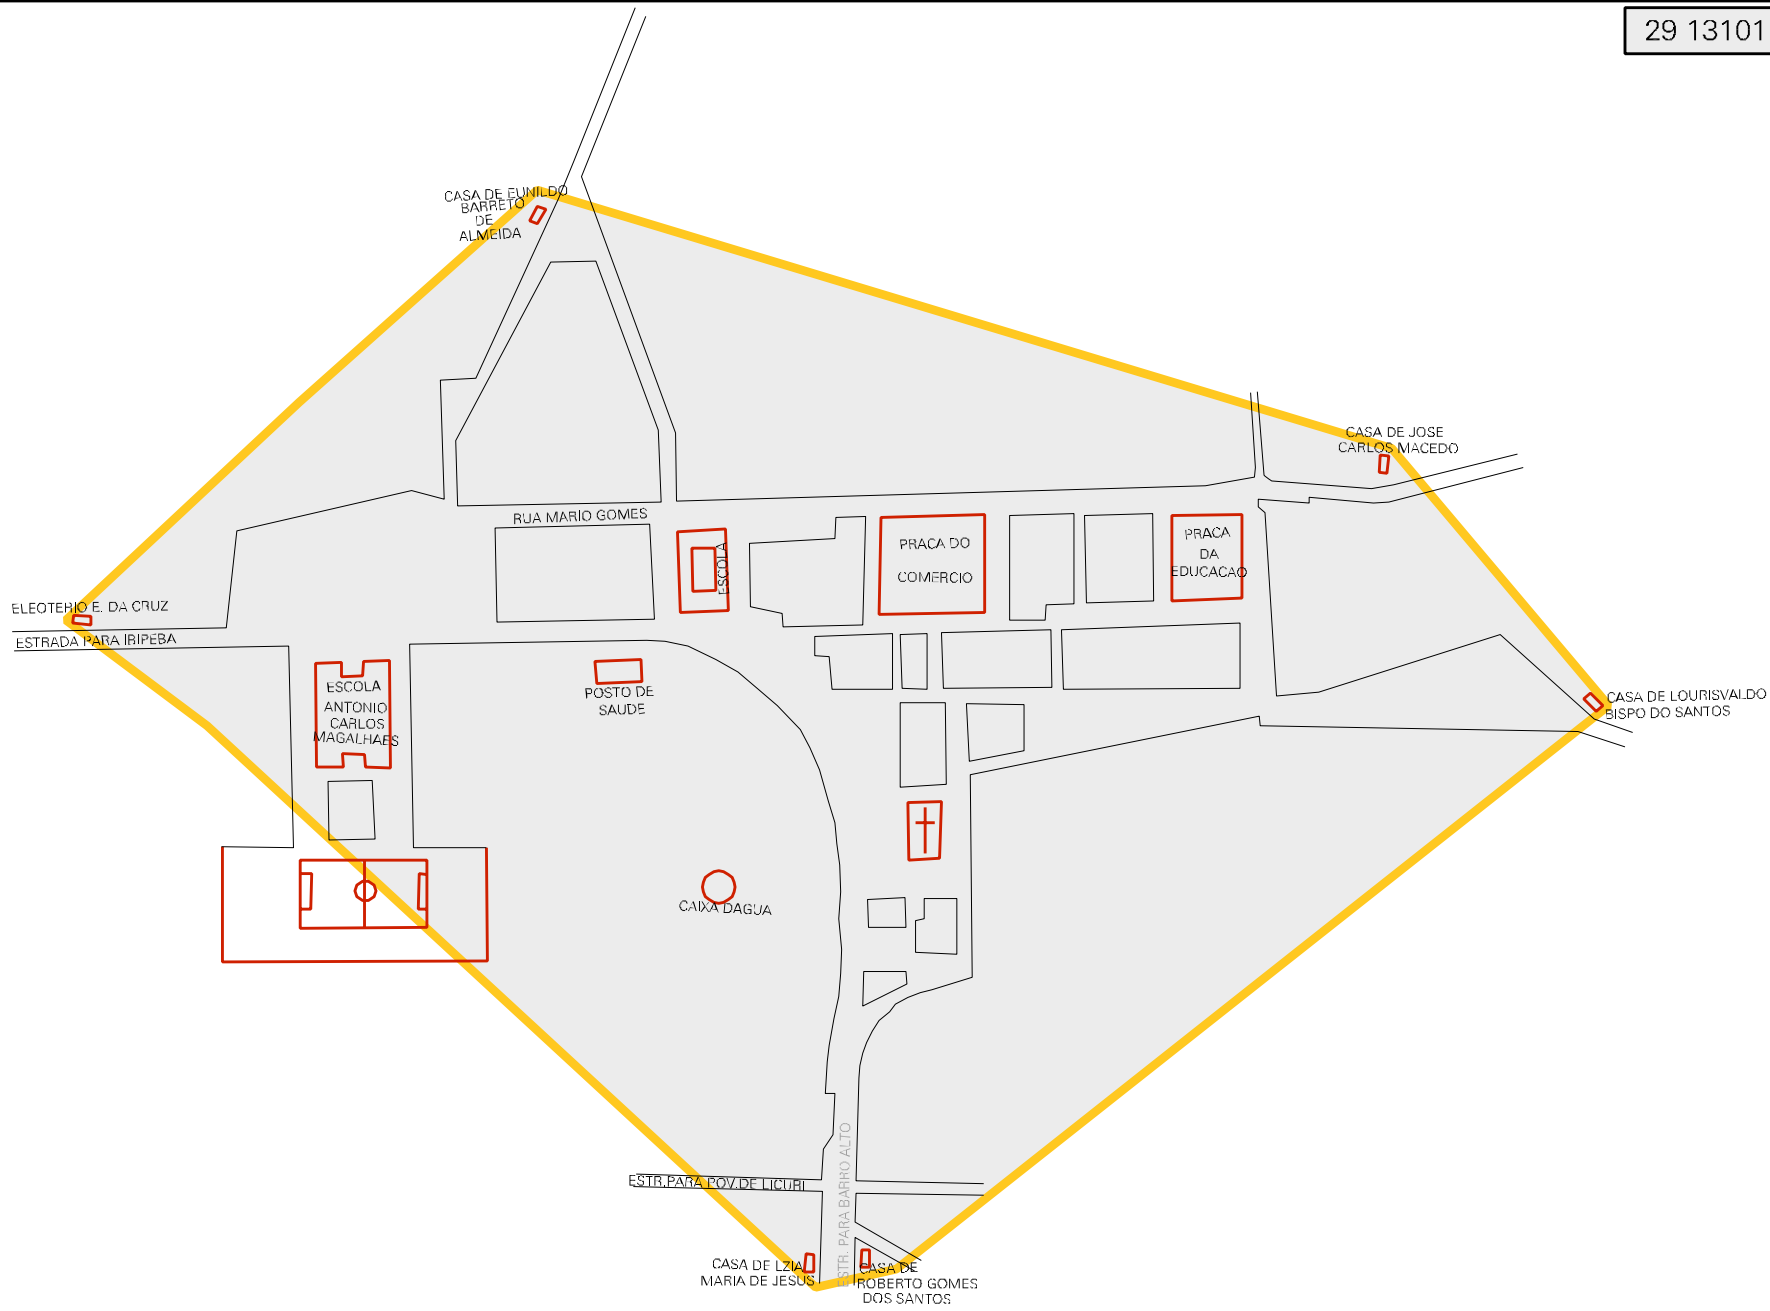 29 13101
CASA DE EUNILDO
BARRETO
DE
ALMEIDA
CASA DE JOSE
CARLOS MACEDO
RUA MARIO GOMES
ESCOLA
PRACA DO
COMERCIO
PRACA
DA
EDUCACAO
ELEOTERIO E. DA CRUZ
ESTRADA PARA IRIPEBA
ESCOLA
ANTONIO
CARLOS
MAGALHAES
POSTO DE
SAUDE
CASA DE LOURISVALDO
BISPO DO SANTOS
CAIXA DAGUA
ESTR. PARA BARRO ALTO
ESTR.PARA POV.DE LICURI
CASA DE LZIA
MARIA DE JESUS
CASA DE
ROBERTO GOMES
DOS SANTOS